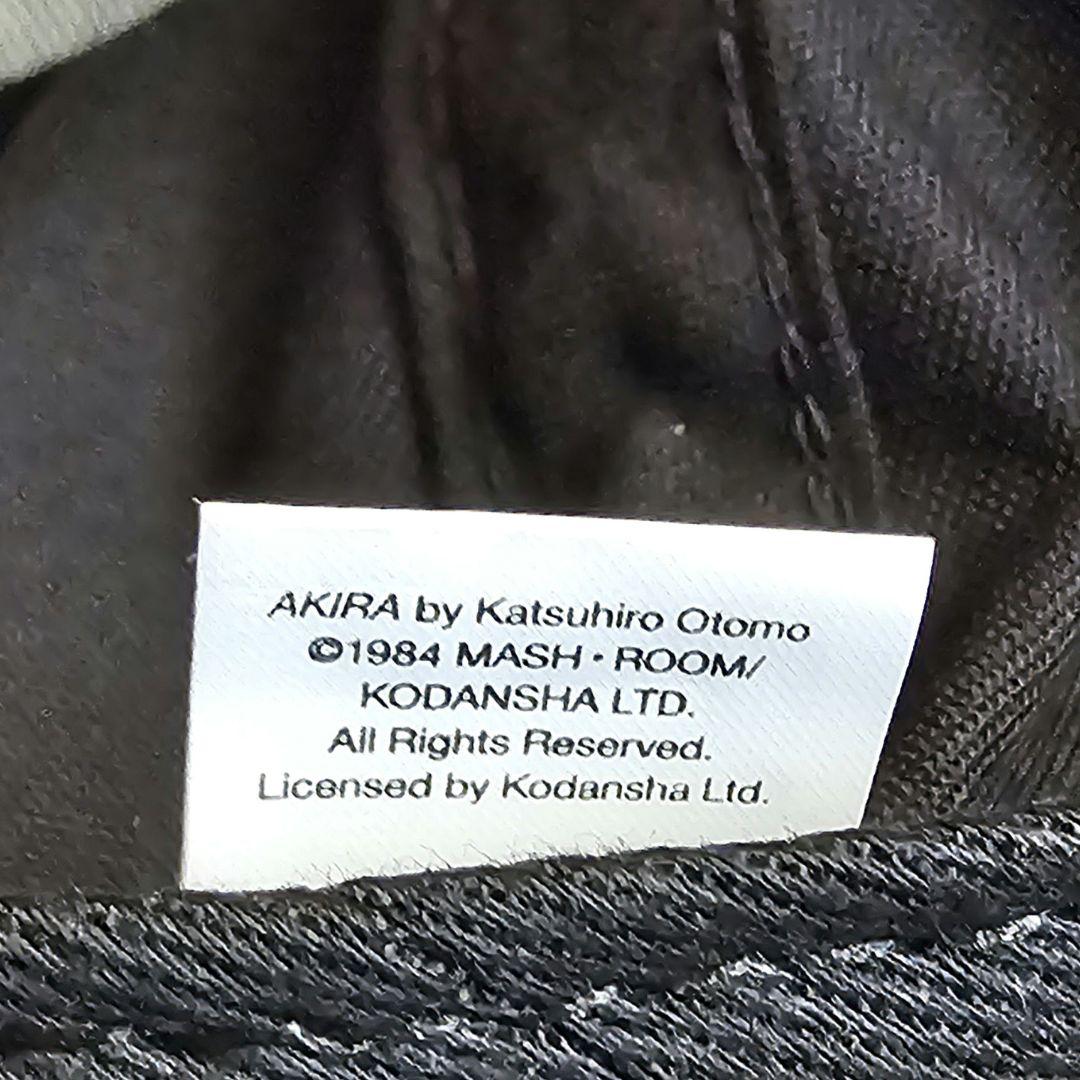 AKIRA by Katsuhiro Otomo
©1984 MASH・ROOM/
KODANSHA LTD.
All Rights Reserved.
Licensed by Kodansha Ltd.